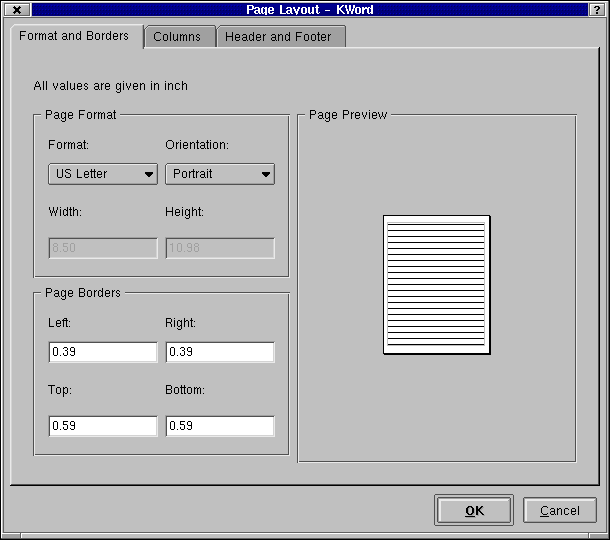 Page Layout - KWord
Format and Borders
Columns
Header and Footer
All values are given in inch
Page Format
Format:
Orientation:
US Letter
Portrait
Width:
Height:
8.50
10.98
Page Borders
Left:
Right:
0.39
0.39
Top:
Bottom:
0.59
0.59
Page Preview
OK
Cancel